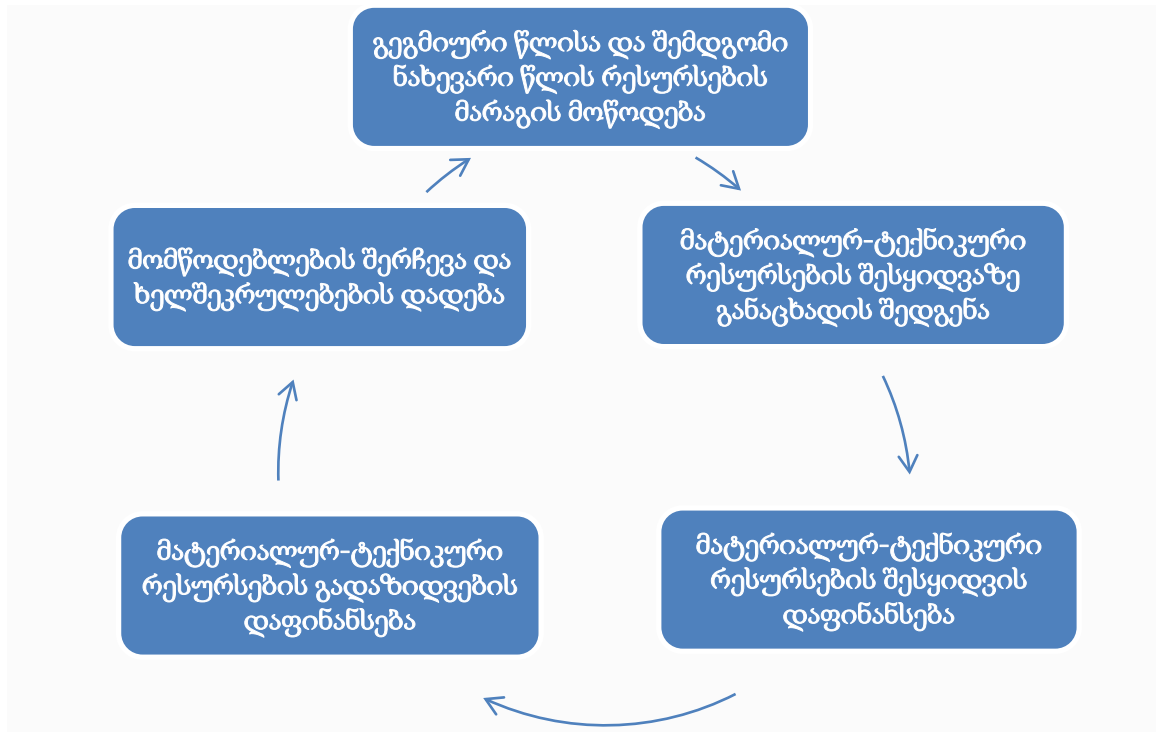 გეგმიური წლისა და შემდგომი
ნახევარი წლის რესურსების
მარაგის მოწოდება
მატერიალურ-ტექნიკური
რესურსების შესყიდვაზე
განაცხადის შედგენა
მატერიალურ-ტექნიკური
რესურსების შესყიდვის
დაფინანსება
მატერიალურ-ტექნიკური
რესურსების გადაზიდვების
დაფინანსება
მომწოდებლების შერჩევა და
ხელშეკრულებების დადება